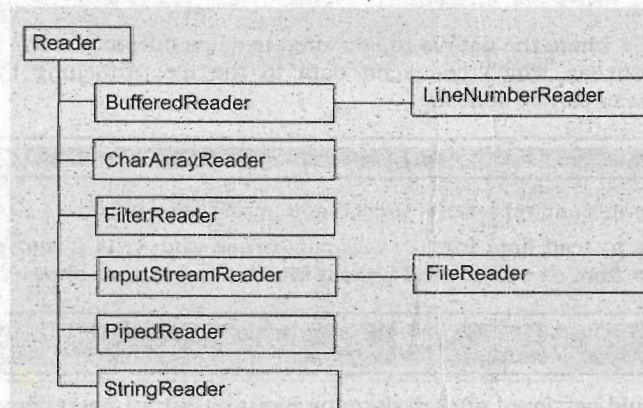 Reader
BufferedReader
LineNumberReader
CharArrayReader
FilterReader
InputStreamReader
FileReader
PipedReader
StringReader